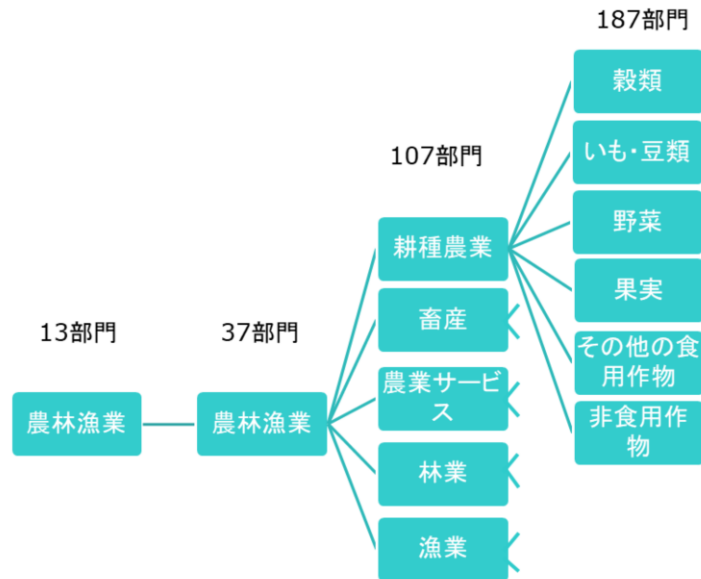 187部門
穀類
いも・豆類
野菜
果実
その他の食
用作物
非食用作
物
107部門
耕種農業
畜産
農業サービ
ス
林業
漁業
37部門
農林漁業
13部門
農林漁業